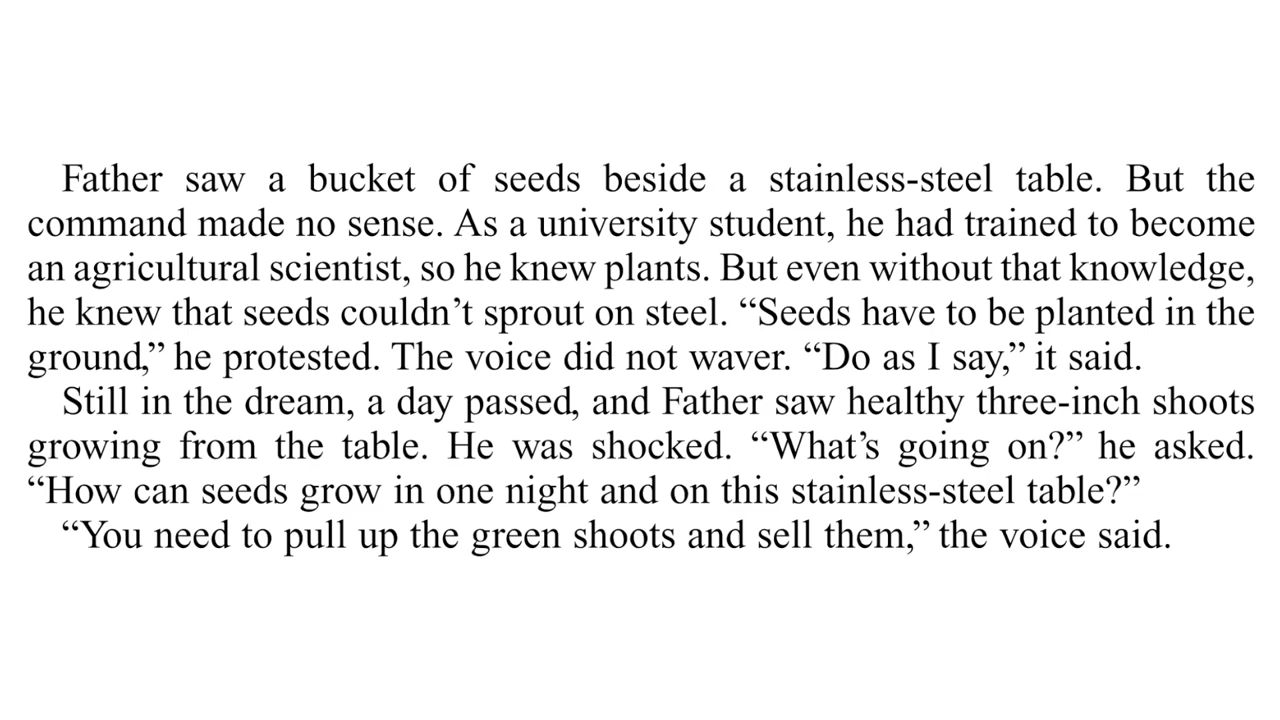 Father saw a bucket of seeds beside a stainless-steel table. But the
command made no sense. As a university student, he had trained to become
an agricultural scientist, so he knew plants. But even without that knowledge,
he knew that seeds couldn’t sprout on steel. “Seeds have to be planted in the
ground,” he protested. The voice did not waver. “Do as I say,” it said.
Still in the dream, a day passed, and Father saw healthy three-inch shoots
growing from the table. He was shocked. “What’s going on?” he asked.
“How can seeds grow in one night and on this stainless-steel table?”
“You need to pull up the green shoots and sell them,” the voice said.